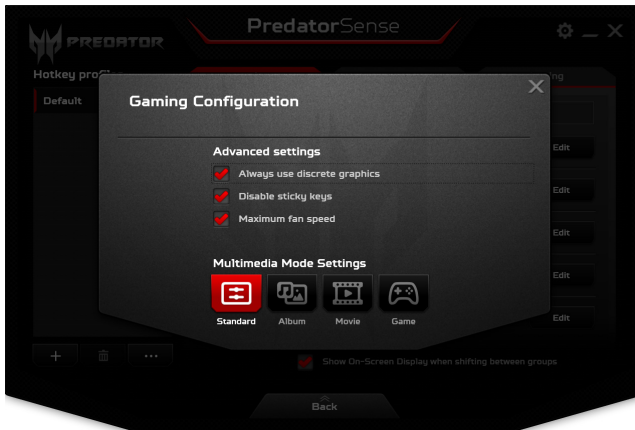 PREDATOR
PredatorSense
Hotkey profiles
Default
Gaming Configuration
Advanced settings
Always use discrete graphics
Disable sticky keys
Maximum fan speed
Multimedia Mode Settings
Standard Album Movie Game
Edit
Edit
Edit
Edit
Edit
Show On-Screen Display when shifting between groups
Back